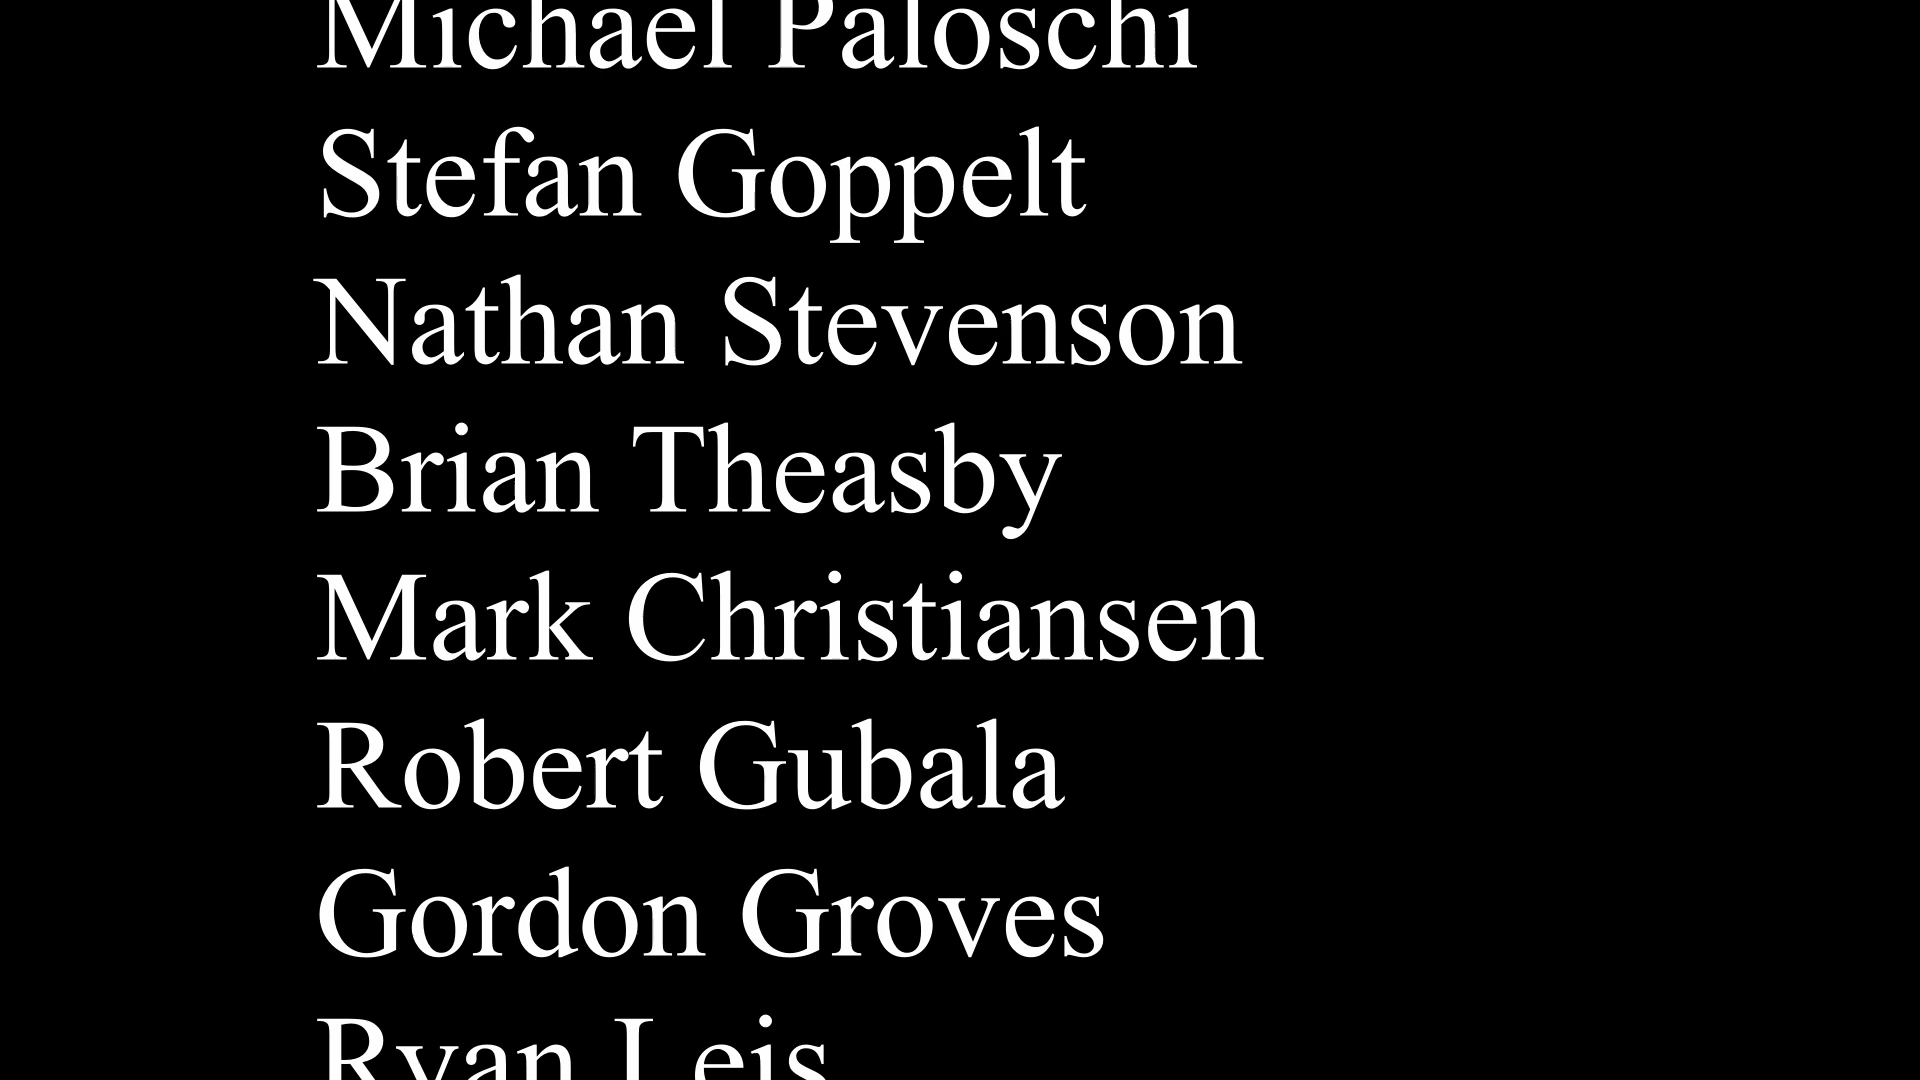 Michael Paloschi
Stefan Goppelt
Nathan Stevenson
Brian Theasby
Mark Christiansen
Robert Gubala
Gordon Groves
Ryan Leis